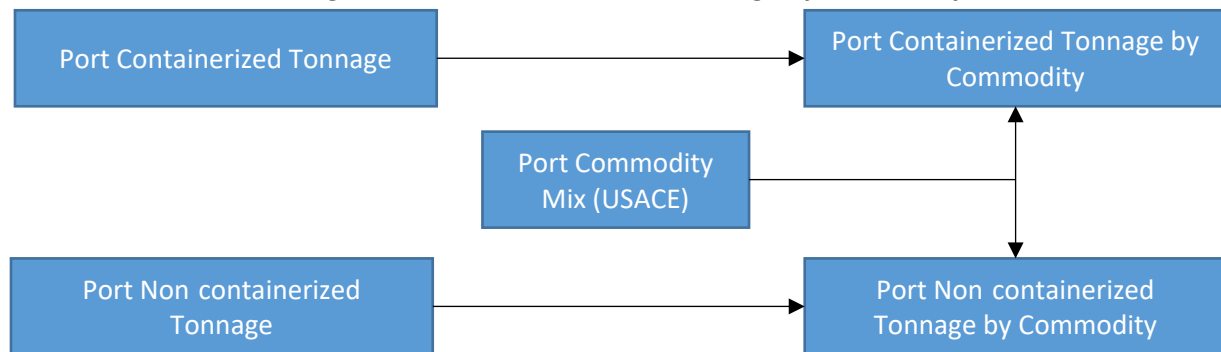 Port Containerized Tonnage
Port Containerized Tonnage by
Commodity
Port Commodity
Mix (USACE)
Port Non containerized
Tonnage
Port Non containerized
Tonnage by Commodity